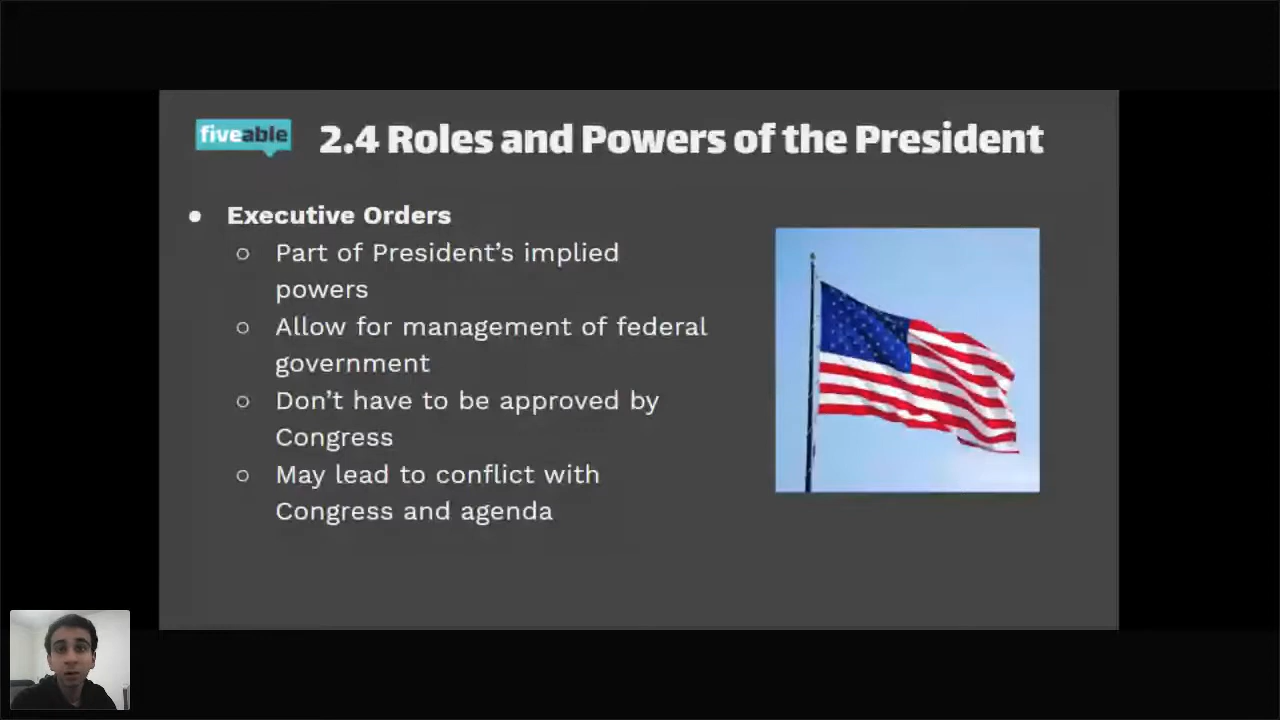 fiveable
2.4 Roles and Powers of the President
● Executive Orders
○ Part of President’s implied
powers
○ Allow for management of federal
government
○ Don’t have to be approved by
Congress
○ May lead to conflict with
Congress and agenda